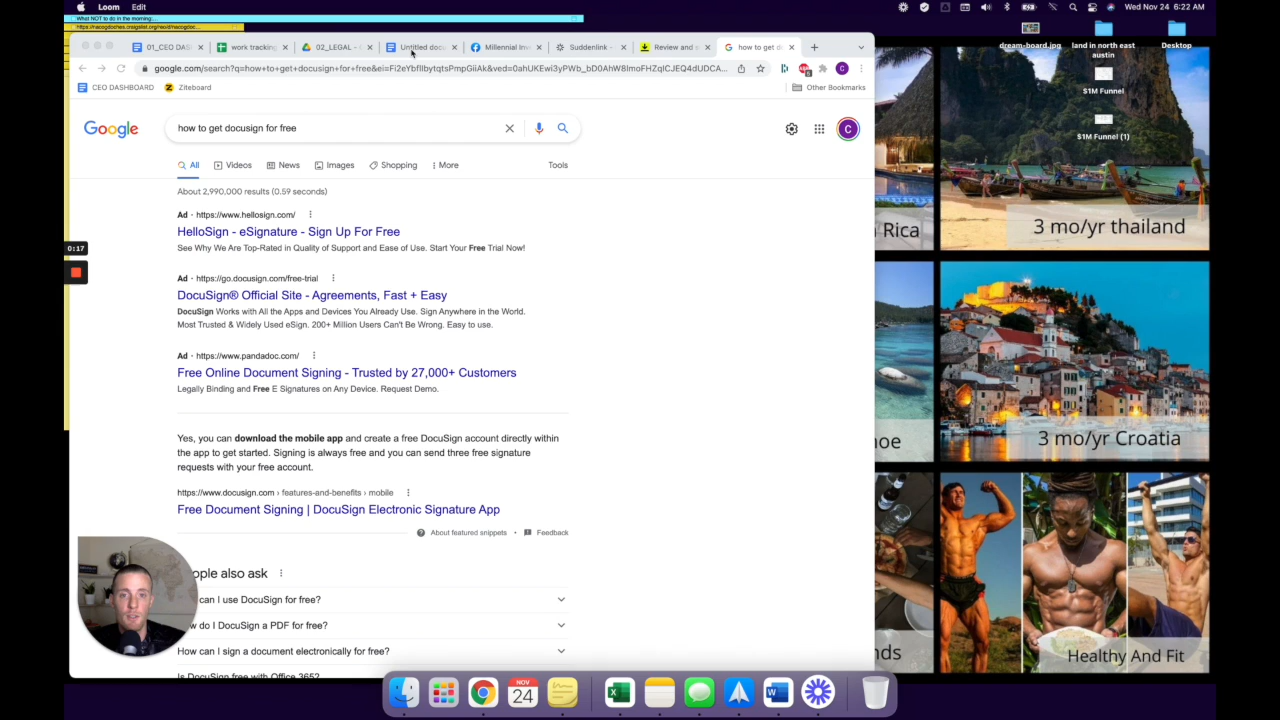 Loom Edit
Wed Nov 24 6:22 AM
What NOT to do in the morning:...
01_CEO DAS
work tracking
02_LEGAL -
Untitled docu
Millennial Inv
Suddenlink -
Review and s
how to get d
CEO DASHBOARD
Ziteboard
Other Bookmarks
Google
how to get docusign for free
C
All
Videos
News
Images
Shopping
More
Tools
About 2,990,000 results (0.59 seconds)
Ad · https://www.hellosign.com/
HelloSign - eSignature - Sign Up For Free
See Why We Are Top-Rated in Quality of Support and Ease of Use. Start Your Free Trial Now!
Ad · https://go.docusign.com/free-trial
DocuSign® Official Site - Agreements, Fast + Easy
DocuSign Works with All the Apps and Devices You Already Use. Sign Anywhere in the World.
Most Trusted & Widely Used eSign. 200+ Million Users Can't Be Wrong. Easy to use.
Ad · https://www.pandadoc.com/
Free Online Document Signing - Trusted by 27,000+ Customers
Legally Binding and Free E Signatures on Any Device. Request Demo.
Yes, you can download the mobile app and create a free DocuSign account directly within
the app to get started. Signing is always free and you can send three free signature
requests with your free account.
https://www.docusign.com › features-and-benefits › mobile
Free Document Signing | DocuSign Electronic Signature App
About featured snippets • Feedback
ople also ask
can I use DocuSign for free?
w do I DocuSign a PDF for free?
How can I sign a document electronically for free?
Is DocuSign free with Office 365?
0:17
dream-board.jpg
land in north east
austin
Desktop
$1M Funnel
$1M Funnel (1)
Rica
3 mo/yr thailand
hoe
3 mo/yr Croatia
nds
Healthy And Fit
NOV
24